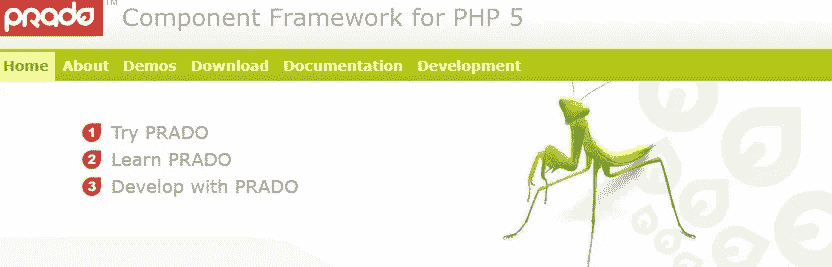 prado™ Component Framework for PHP 5
Home About Demos Download Documentation Development
1 Try PRADO
2 Learn PRADO
3 Develop with PRADO